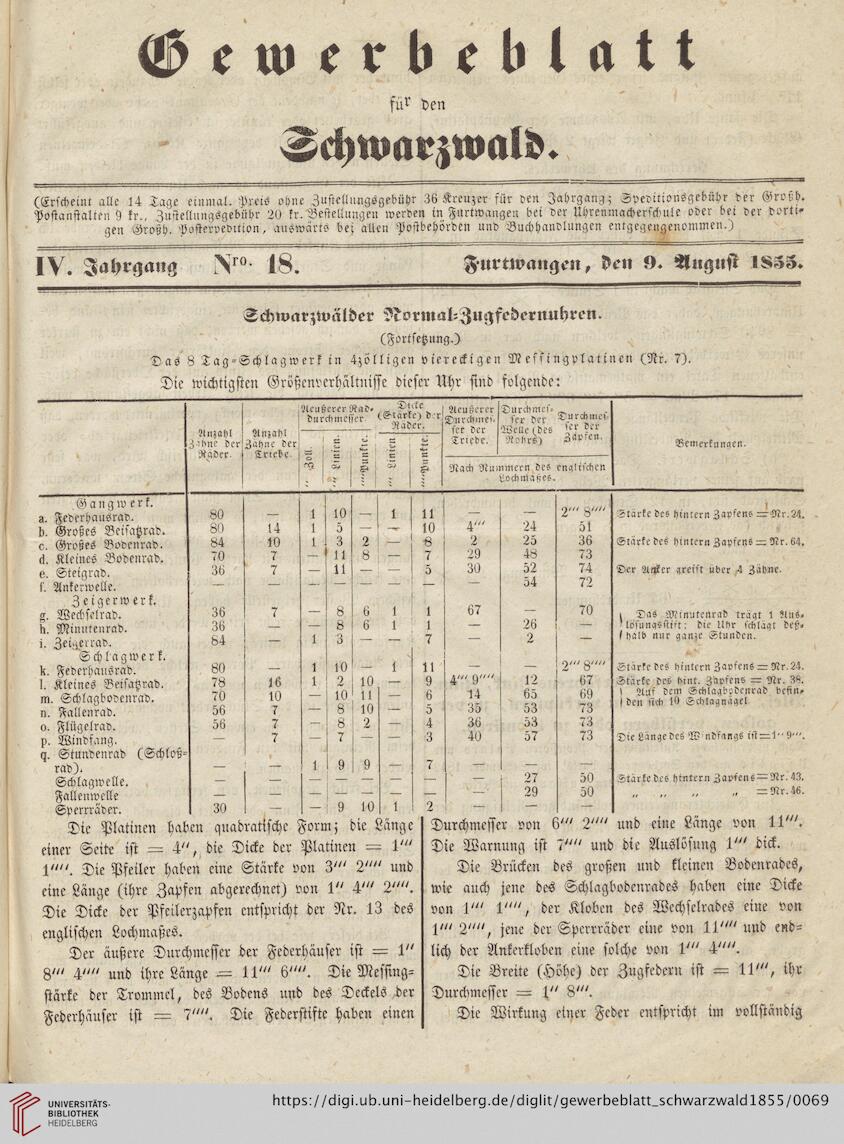 Gewerbeblatt
für den
Schwarzwald.
(Erscheint alle 14 Tage einmal. Preis ohne Zustellungsgebühr 36 Kreuzer für den Jahrgang; Speditionsgebühr der Großh.
Postanstalten 9 kr., Zustellungsgebühr 20 kr. Bestellungen werden in Furtwangen bei der Uhrenmacherschule oder bei der dorti-
gen Großh. Postexpedition, auswärts bei allen Postbehörden und Buchhandlungen entgegengenommen.)
IV. Jahrgang Nro. 18. Furtwangen, den 9. August 1855.
Schwarzwälder Normal-Zugfedernuhren.
(Fortsetzung.)
Das 8 Tag-Schlagwerk in 4zölligen viereckigen Messingplatinen (Nr. 7).
Die wichtigsten Größenverhältnisse dieser Uhr sind folgende:
Anzahl Zähne der Räder. | Anzahl Zähne der Triebe. | Aeußerer Rad-durchmesser | Dicke (Stärke) der Räder. | Aeußerer Durchmes-ser der Triebe. | Durchmes-ser der Welle (des Rohrs) | Durchmes-ser der Zapfen. | Bemerkungen.
" Zoll. | "' Linien. | ""Punkte. | "' Linien | ""Punkte. | Nach Nummern des englischen Lochmaßes.
Gangwerk.
a. Federhausrad. 80 — 1 10 — 1 11 — — 2"' 8"" Stärke des hintern Zapfens = Nr. 24.
b. Großes Beisatzrad. 80 14 1 5 — — 10 4"' 24 51
c. Großes Bodenrad. 84 10 1 3 2 — 8 2 25 36 Stärke des hintern Zapfens = Nr. 64.
d. Kleines Bodenrad. 70 7 — 11 8 — 7 29 48 73
e. Steigrad. 36 7 — 11 — — 5 30 52 74 Der Anker greift über 4 Zähne.
f. Ankerwelle. — — — — — — — — 54 72
Zeigerwerk.
g. Wechselrad. 36 7 — 8 6 1 1 67 — 70 Das Minutenrad trägt 1 Aus-
h. Minutenrad. 36 — — 8 6 1 1 — 26 — lösungsstift; die Uhr schlägt deß-
i. Zeigerrad. 84 — 1 3 — — 7 — 2 — halb nur ganze Stunden.
Schlagwerk.
k. Federhausrad. 80 — 1 10 — 1 11 — 2"' 8"" Stärke des hintern Zapfens = Nr. 24.
l. Kleines Beisatzrad. 78 16 1 2 10 — 9 4"' 9"" 12 67 Stärke des hint. Zapfens = Nr. 38.
m. Schlagbodenrad. 70 10 — 10 11 — 6 14 65 69 Auf dem Schlagbodenrad befin-
n. Fallenrad. 56 7 — 8 10 — 5 35 53 73 den sich 10 Schlagnägel
o. Flügelrad. 56 7 — 8 2 — 4 36 53 73
p. Windfang. — 7 — 7 — — 3 40 57 73 Die Länge des Windfangs ist=1" 9"'.
q. Stundenrad (Schloß-
rad). — — 1 9 9 — 7 — — —
Schlagwelle. — — — — — — — — 27 50 Stärke des hintern Zapfens= Nr. 43.
Fallenwelle — — — — — — — — 29 50 „ „ „ „ = Nr. 46.
Sperrräder. 30 — — 9 10 1 2 — — —
Die Platinen haben quadratische Form; die Länge
einer Seite ist = 4", die Dicke der Platinen = 1"'
1"". Die Pfeiler haben eine Stärke von 3"' 2"" und
eine Länge (ihre Zapfen abgerechnet) von 1" 4"' 2"".
Die Dicke der Pfeilerzapfen entspricht der Nr. 13 des
englischen Lochmaßes.
Der äußere Durchmesser der Federhäuser ist = 1"
8"' 4"" und ihre Länge = 11"' 6"". Die Messing-
stärke der Trommel, des Bodens und des Deckels der
Federhäuser ist = 7"". Die Federstifte haben einen
Durchmesser von 6"' 2"" und eine Länge von 11"'.
Die Warnung ist 7"' und die Auslösung 1"' dick.
Die Brücken des großen und kleinen Bodenrades,
wie auch jene des Schlagbodenrades haben eine Dicke
von 1"' 1"", der Kloben des Wechselrades eine von
1"' 2"", jene der Sperrräder eine von 11"" und end-
lich der Ankerkloben eine solche von 1"' 4"".
Die Breite (Höhe) der Zugfedern ist = 11"', ihr
Durchmesser = 1" 8"'.
Die Wirkung einer Feder entspricht im vollständig
UNIVERSITÄTS-
BIBLIOTHEK
HEIDELBERG
https://digi.ub.uni-heidelberg.de/diglit/gewerbeblatt_schwarzwald1855/0069